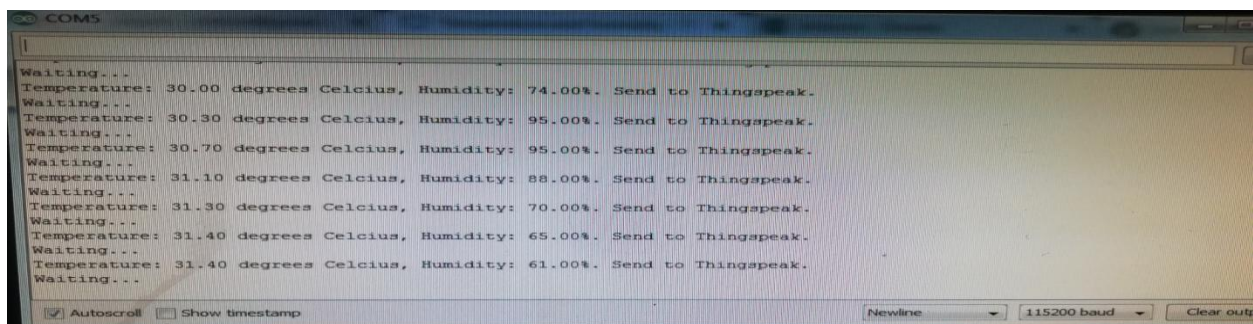 COM5
Waiting...
Temperature: 30.00 degrees Celcius, Humidity: 74.00%. Send to Thingspeak.
Waiting...
Temperature: 30.30 degrees Celcius, Humidity: 95.00%. Send to Thingspeak.
Waiting...
Temperature: 30.70 degrees Celcius, Humidity: 95.00%. Send to Thingspeak.
Waiting...
Temperature: 31.10 degrees Celcius, Humidity: 88.00%. Send to Thingspeak.
Waiting...
Temperature: 31.30 degrees Celcius, Humidity: 70.00%. Send to Thingspeak.
Waiting...
Temperature: 31.40 degrees Celcius, Humidity: 65.00%. Send to Thingspeak.
Waiting...
Temperature: 31.40 degrees Celcius, Humidity: 61.00%. Send to Thingspeak.
Waiting...
Autoscroll Show timestamp Newline 115200 baud Clear outp